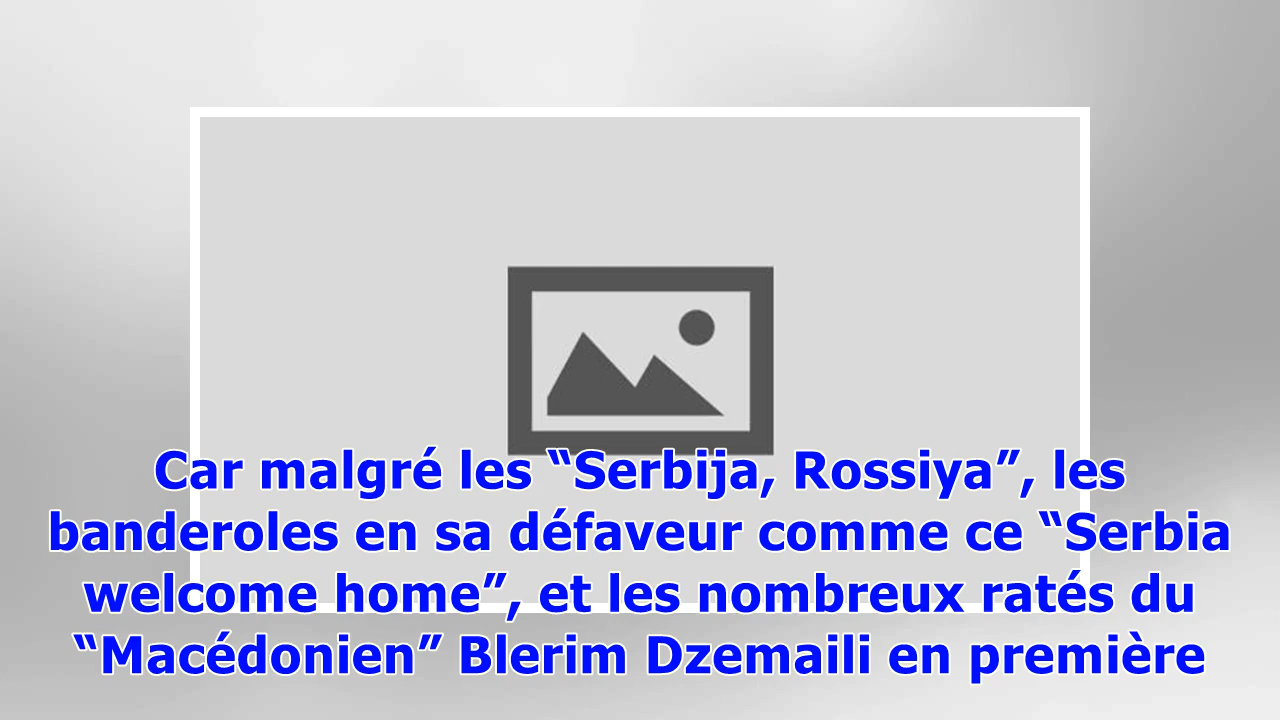 Car malgré les “Serbija, Rossiya”, les
banderoles en sa défaveur comme ce “Serbia
welcome home”, et les nombreux ratés du
“Macédonien” Blerim Dzemaili en première